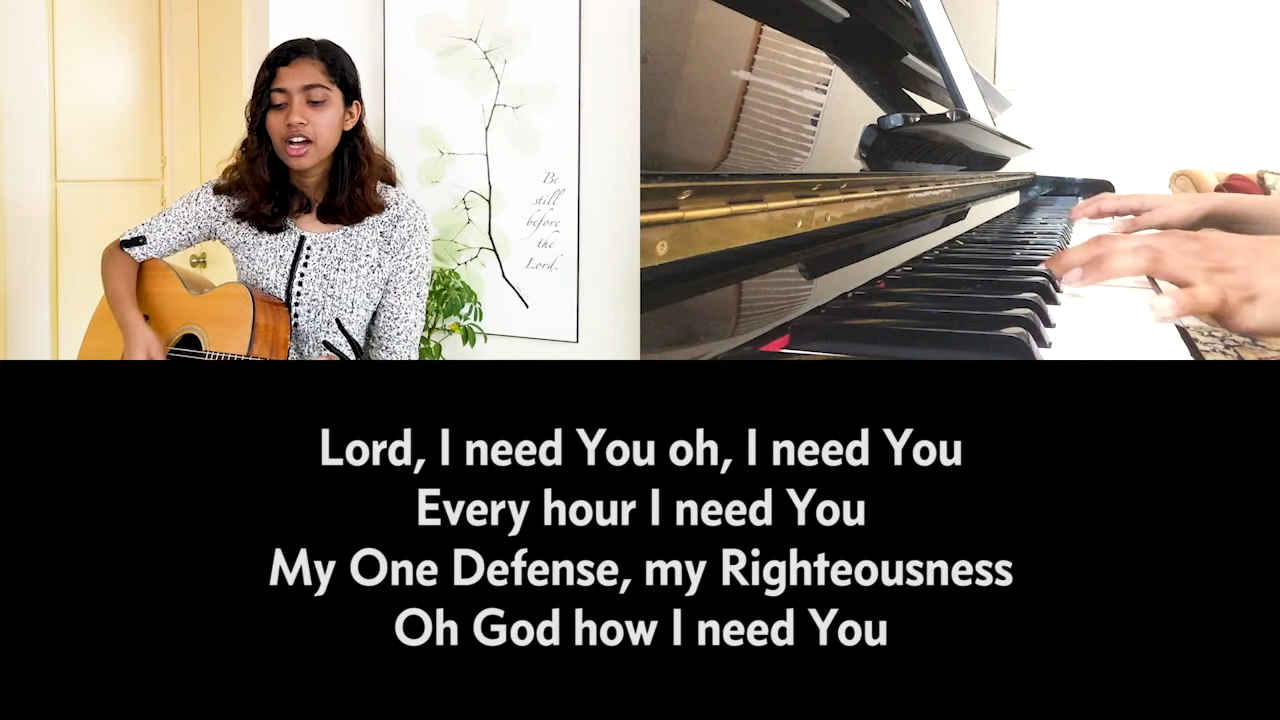 Be
still
before
the
Lord.
Lord, I need You oh, I need You
Every hour I need You
My One Defense, my Righteousness
Oh God how I need You